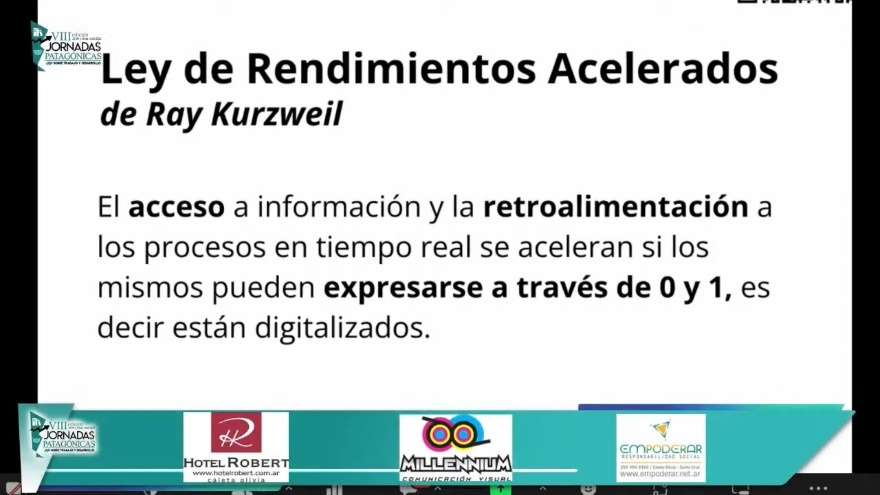 VIII
JORNADAS
PATAGÓNICAS
Ley de Rendimientos Acelerados
de Ray Kurzweil
El acceso a información y la retroalimentación a
los procesos en tiempo real se aceleran si los
mismos pueden expresarse a través de 0 y 1, es
decir están digitalizados.
VIII
JORNADAS
PATAGÓNICAS
HR
HOTEL ROBERT
www.hotelrobert.com.ar
caleta olivia
MILLENNIUM
COMUNICACIÓN VISUAL
EMPODERAR
RESPONSABILIDAD SOCIAL
www.empoderar.net.ar